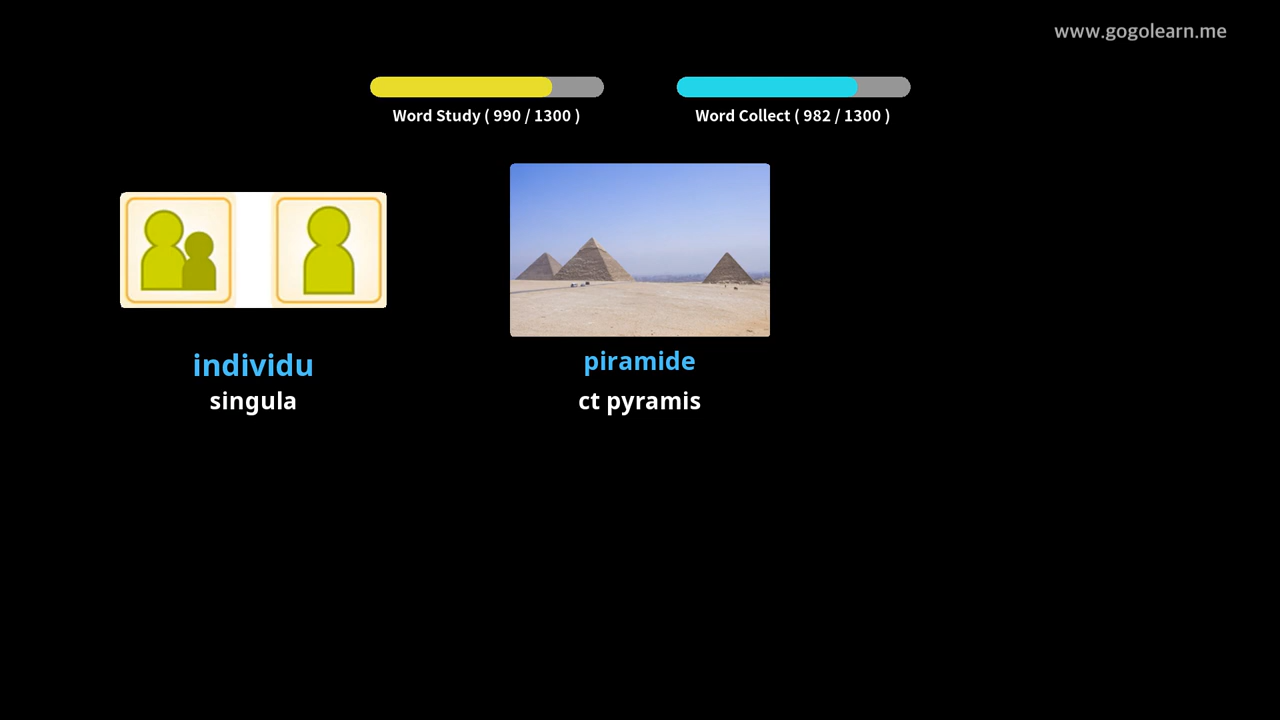 www.gogolearn.me
Word Study ( 990 / 1300 )
Word Collect ( 982 / 1300 )
individu
singula
piramide
ct pyramis